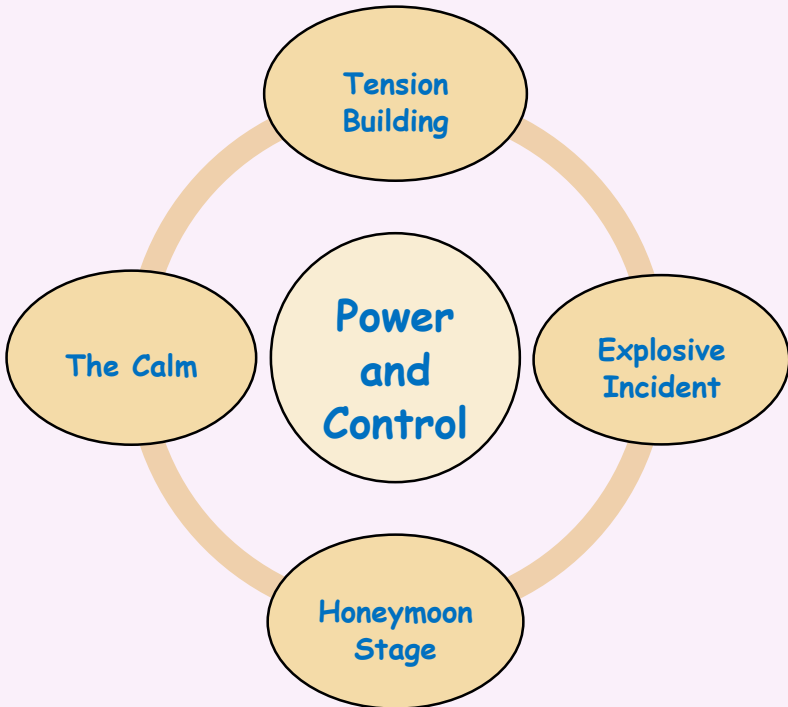 Tension
Building
Power
and
Control
The Calm
Explosive
Incident
Honeymoon
Stage